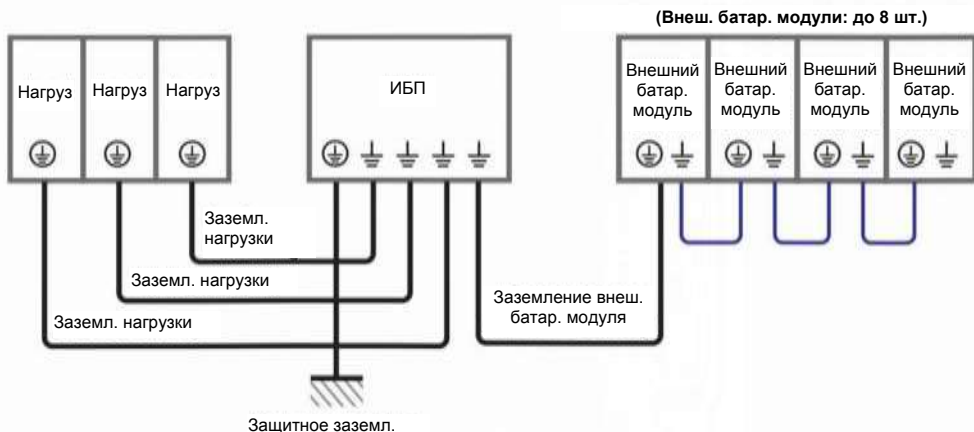 (Внеш. батар. модули: до 8 шт.)
Нагруз
Нагруз
Нагруз
ИБП
Внешний
батар.
модуль
Внешний
батар.
модуль
Внешний
батар.
модуль
Внешний
батар.
модуль
Заземл.
нагрузки
Заземл. нагрузки
Заземл. нагрузки
Заземление внеш.
батар. модуля
Защитное заземл.